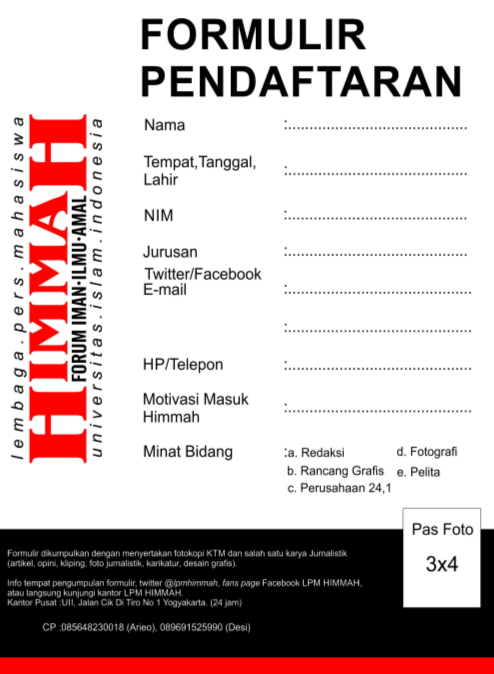 FORMULIR
PENDAFTARAN
lembaga.pers.mahasiswa
HIMMAH
FORUM IMAN·ILMU·AMAL
universitas.islam.indonesia
Nama :..........................................
Tempat,Tanggal,
Lahir :..........................................
NIM :..........................................
Jurusan :..........................................
Twitter/Facebook
E-mail :..........................................
:..........................................
HP/Telepon :..........................................
Motivasi Masuk
Himmah :..........................................
Minat Bidang :a. Redaksi d. Fotografi
b. Rancang Grafis e. Pelita
c. Perusahaan 24,1
Pas Foto
3x4
Formulir dikumpulkan dengan menyertakan fotokopi KTM dan salah satu karya Jurnalistik
(artikel, opini, kliping, foto jurnalistik, karikatur, desain grafis).
Info tempat pengumpulan formulir, twitter @lpmhimmah, fans page Facebook LPM HIMMAH,
atau langsung kunjungi kantor LPM HIMMAH.
Kantor Pusat :UII, Jalan Cik Di Tiro No 1 Yogyakarta. (24 jam)
CP :085648230018 (Arieo), 089691525990 (Desi)